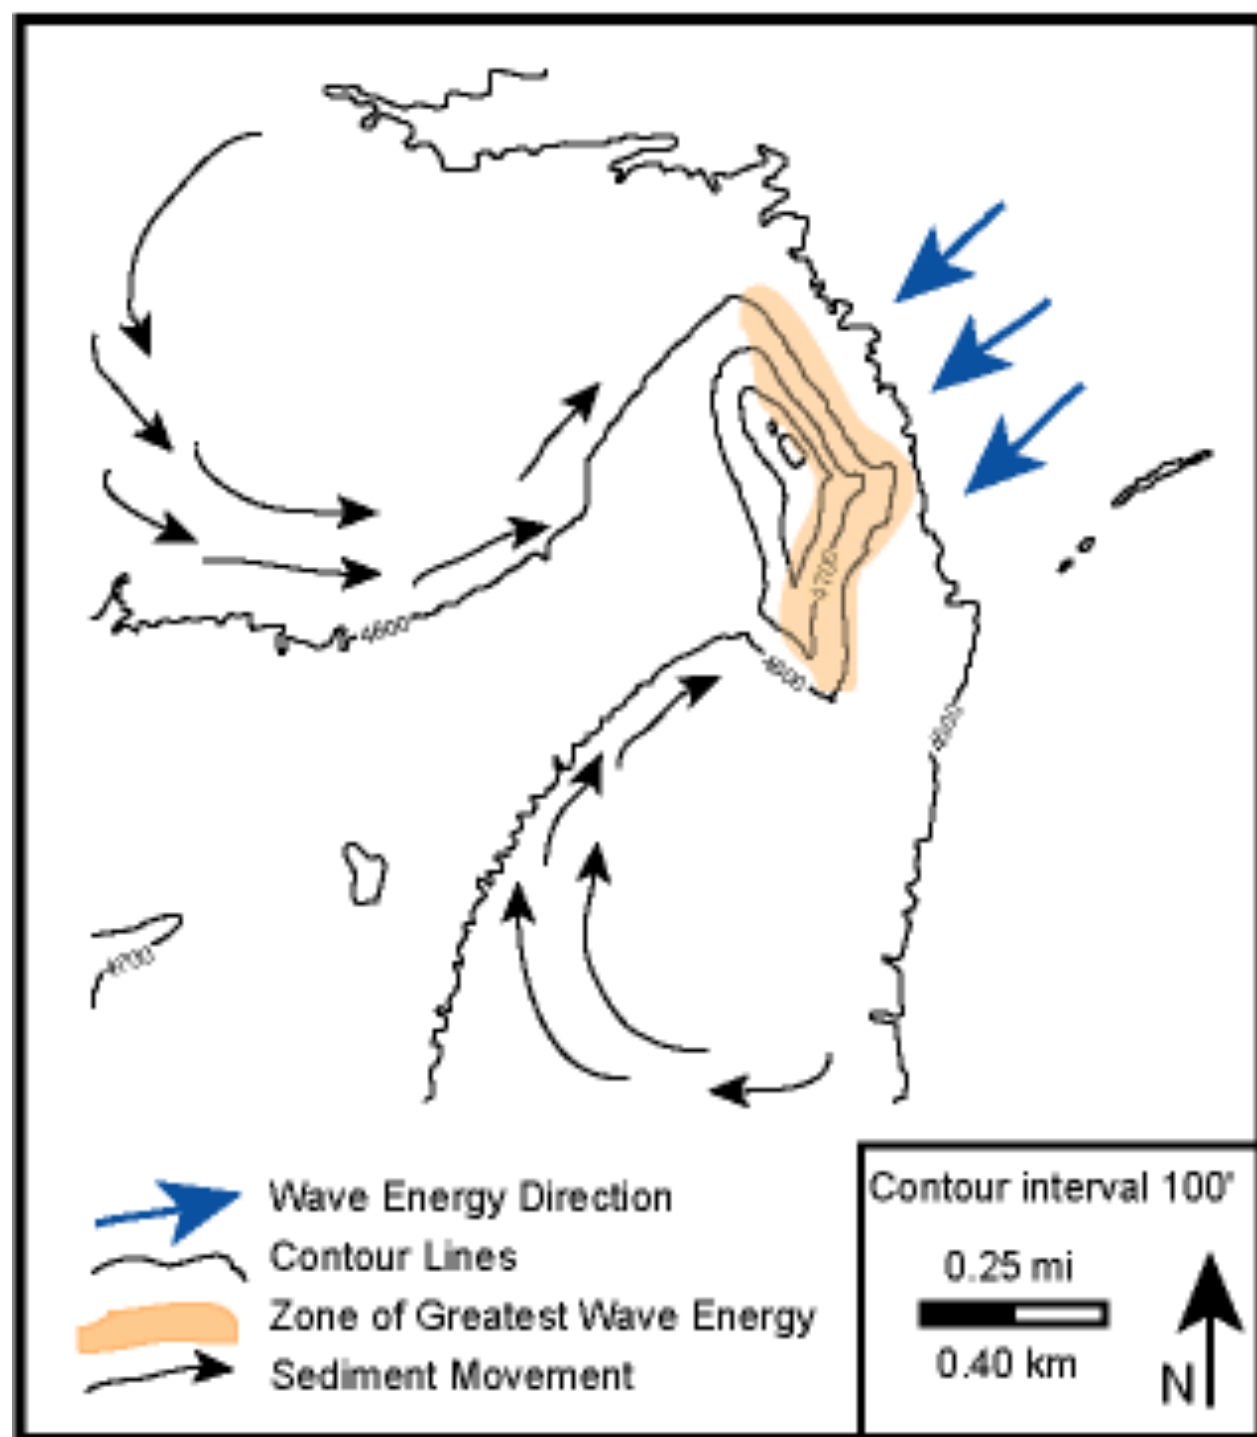 4600
4700
4600
4500
4700
Wave Energy Direction
Contour Lines
Zone of Greatest Wave Energy
Sediment Movement
Contour interval 100'
0.25 mi
0.40 km
N